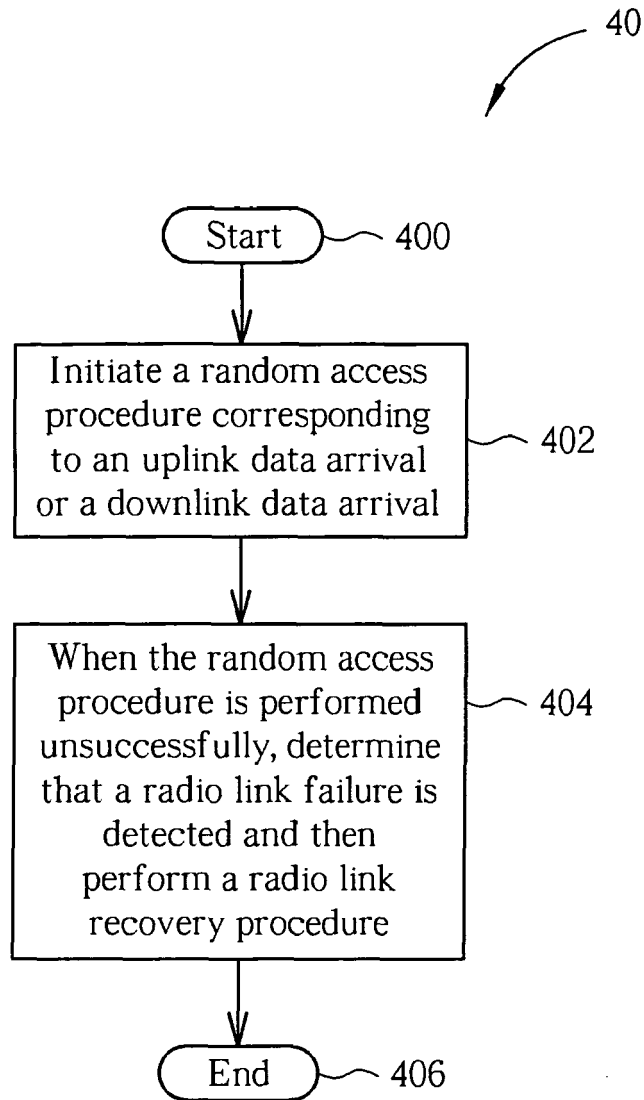 40
Start
400
Initiate a random access
procedure corresponding
to an uplink data arrival
or a downlink data arrival
402
When the random access
procedure is performed
unsuccessfully, determine
that a radio link failure is
detected and then
perform a radio link
recovery procedure
404
End
406